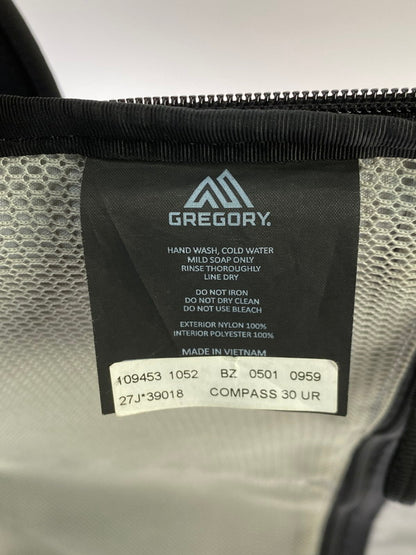 GREGORY.
HAND WASH, COLD WATER
MILD SOAP ONLY
RINSE THOROUGHLY
LINE DRY
DO NOT IRON
DO NOT DRY CLEAN
DO NOT USE BLEACH
EXTERIOR NYLON 100%
INTERIOR POLYESTER 100%
MADE IN VIETNAM
109453 1052 BZ 0501 0959
27J*39018 COMPASS 30 UR